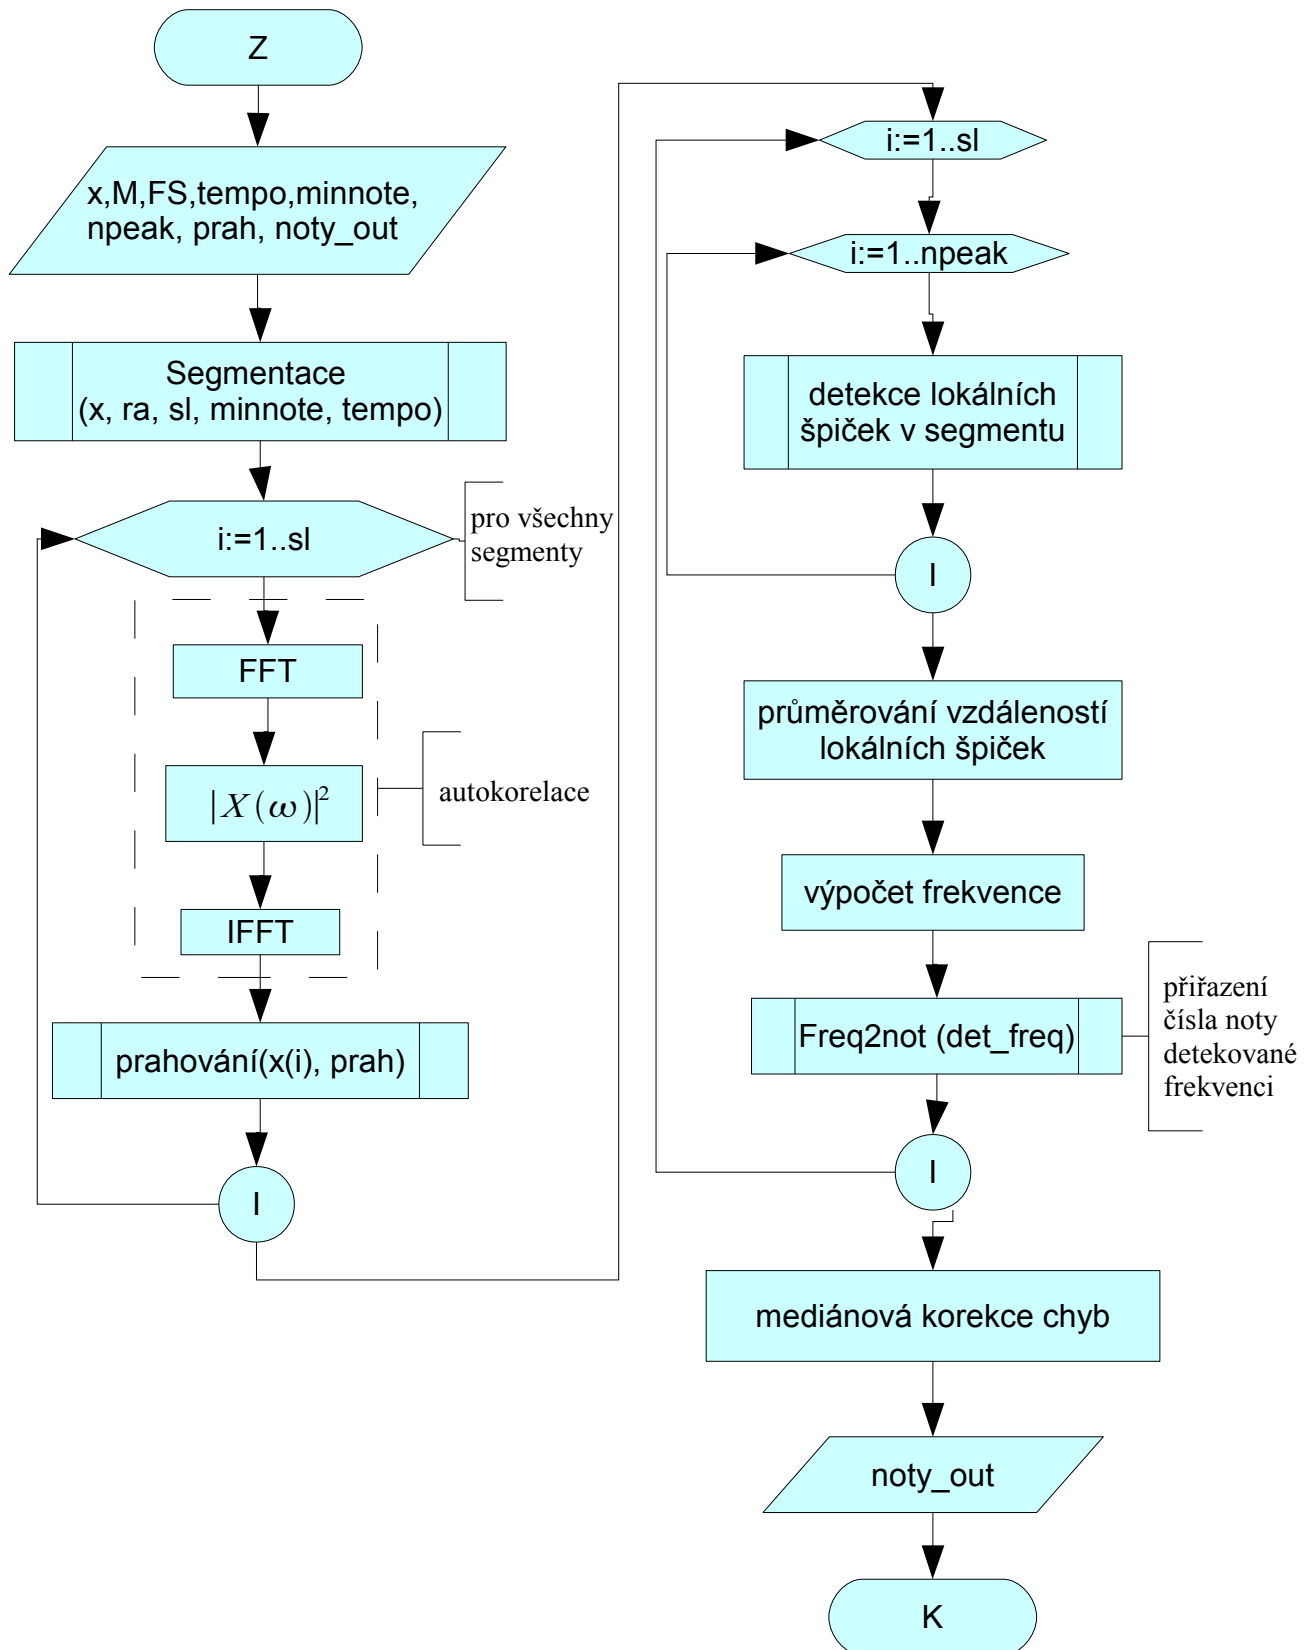 Z
x,M,FS,tempo,minnote,
npeak, prah, noty_out
Segmentace
(x, ra, sl, minnote, tempo)
i:=1..sl
pro všechny
segmenty
FFT
|X(ω)|²
autokorelace
IFFT
prahování(x(i), prah)
I
i:=1..sl
i:=1..npeak
detekce lokálních
špiček v segmentu
I
průměrování vzdáleností
lokálních špiček
výpočet frekvence
Freq2not (det_freq)
přiřazení
čísla noty
detekované
frekvenci
I
mediánová korekce chyb
noty_out
K